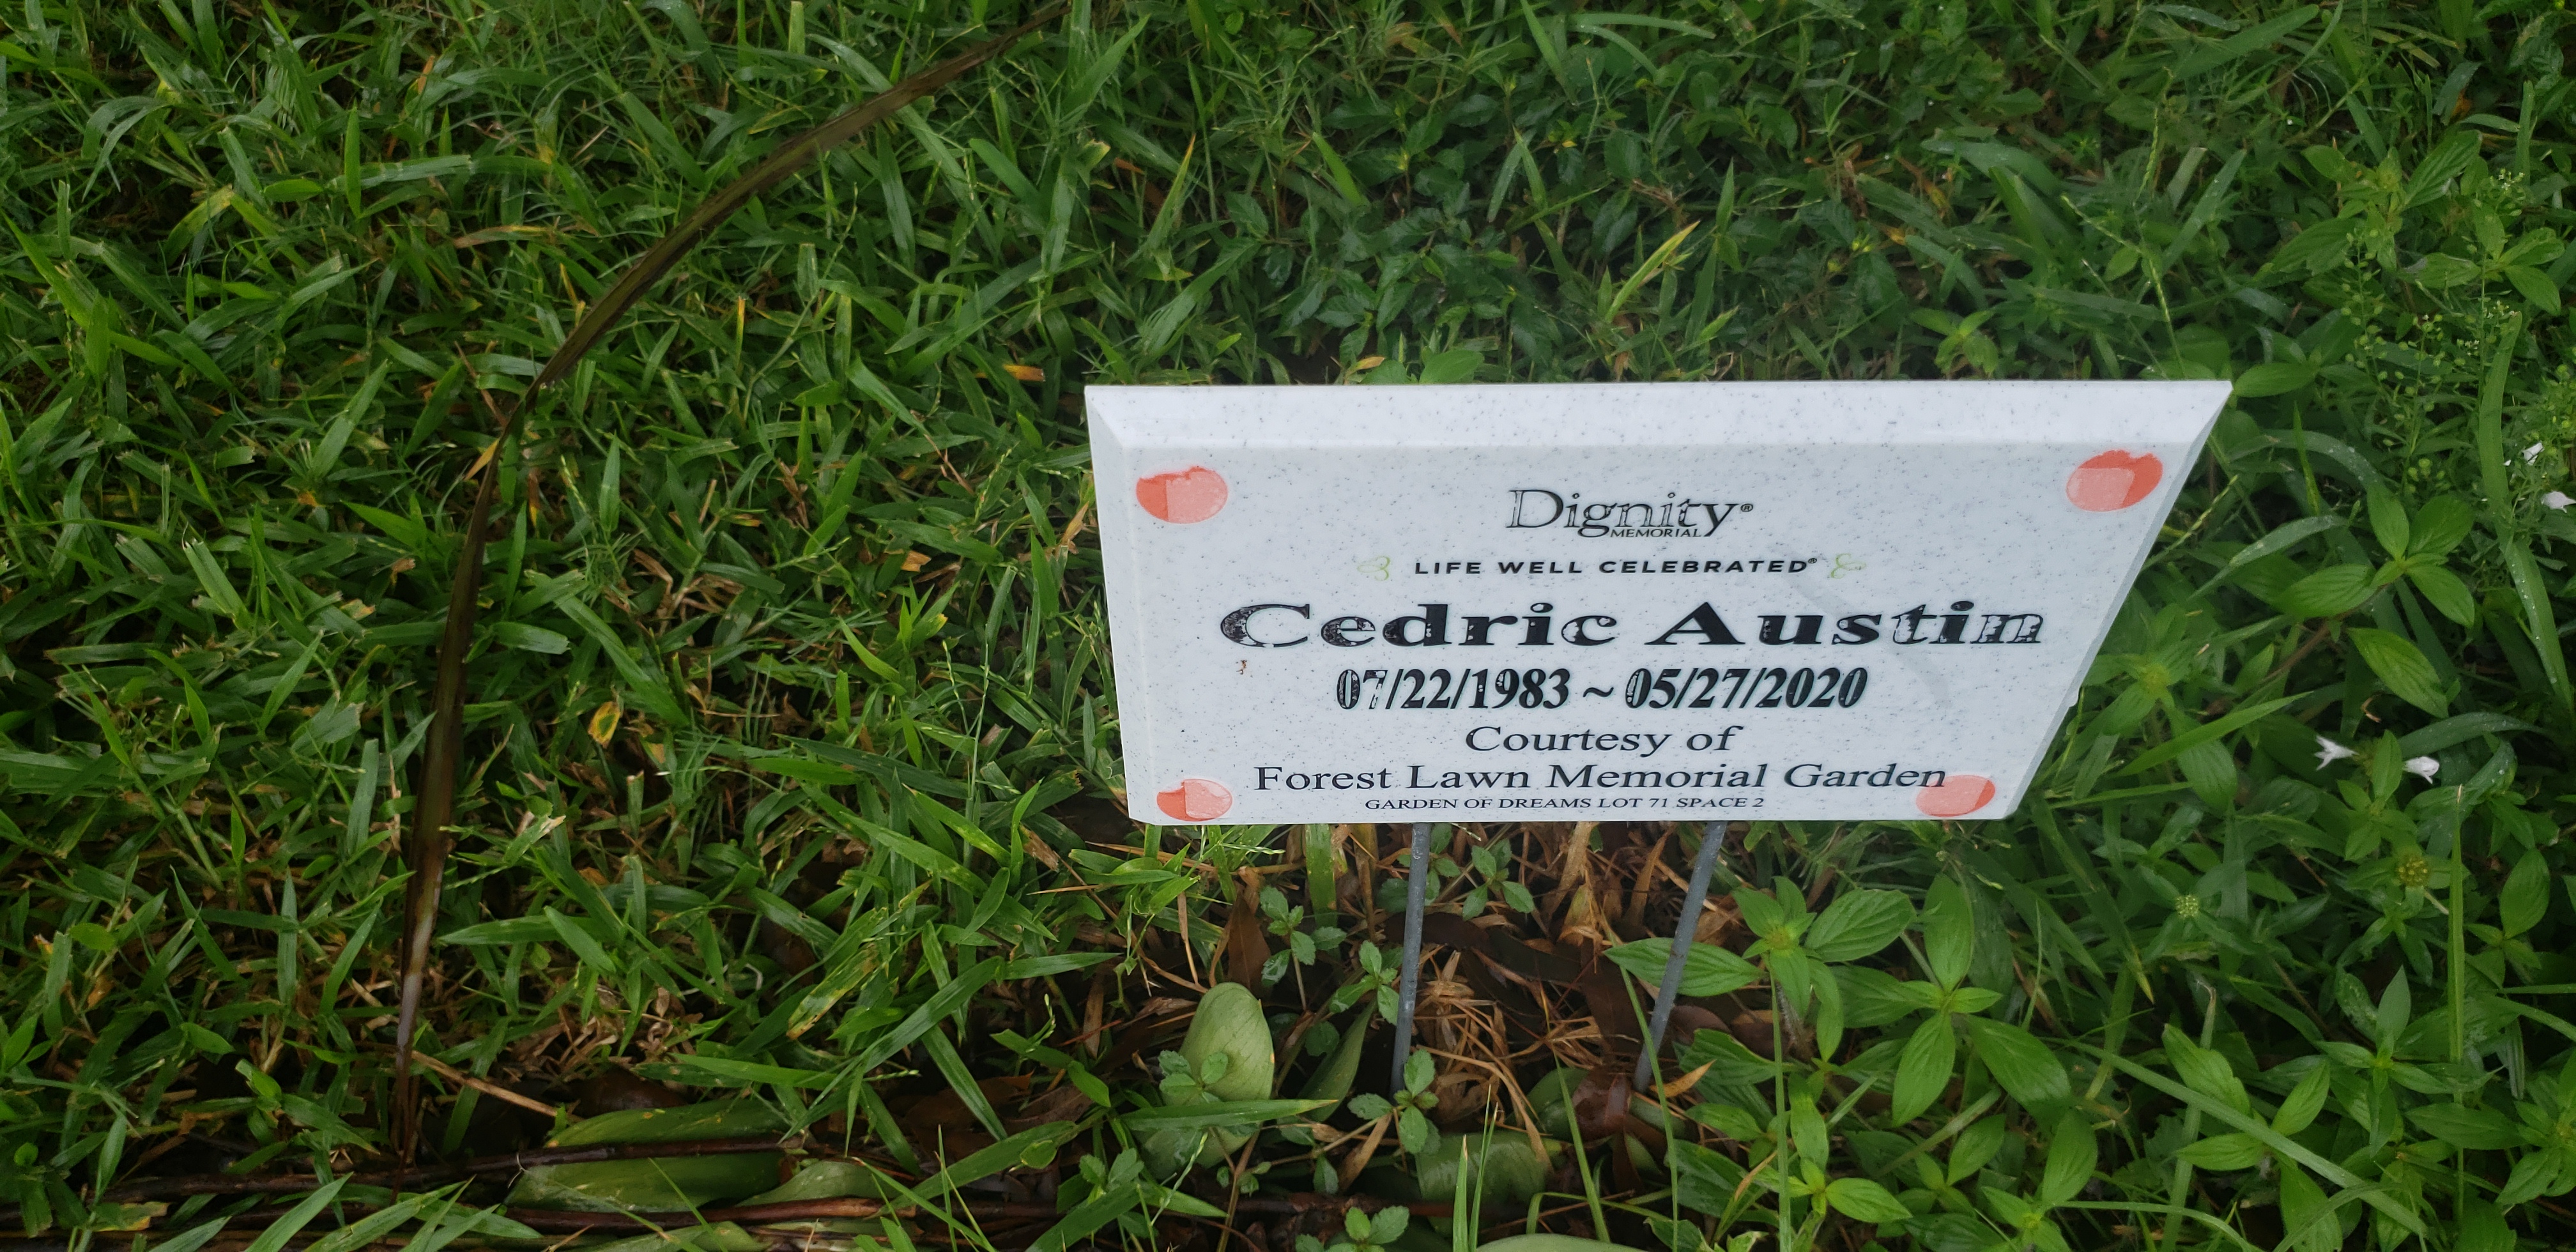 Dignity®
MEMORIAL
LIFE WELL CELEBRATED®
Cedric Austin
07/22/1983 ~ 05/27/2020
Courtesy of
Forest Lawn Memorial Garden
GARDEN OF DREAMS LOT 71 SPACE 2